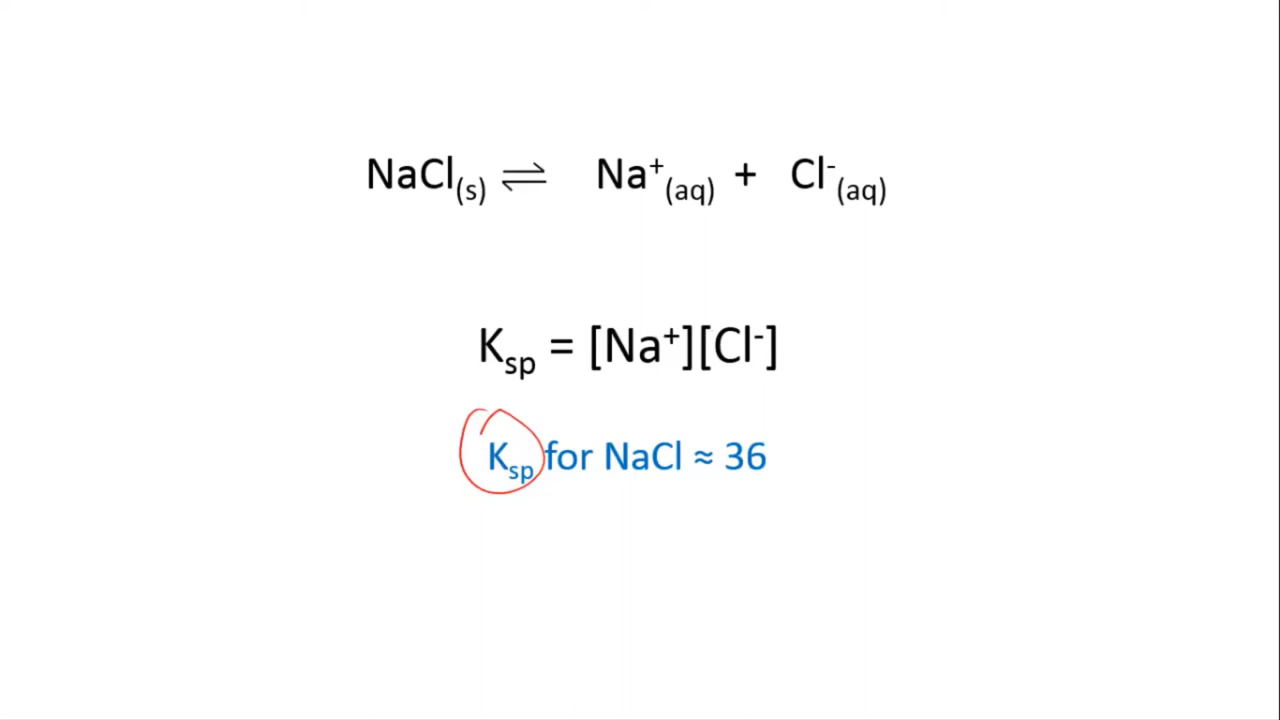 NaCl(s) ⇌ Na⁺(aq) + Cl⁻(aq)
Ksp = [Na⁺][Cl⁻]
Ksp for NaCl ≈ 36